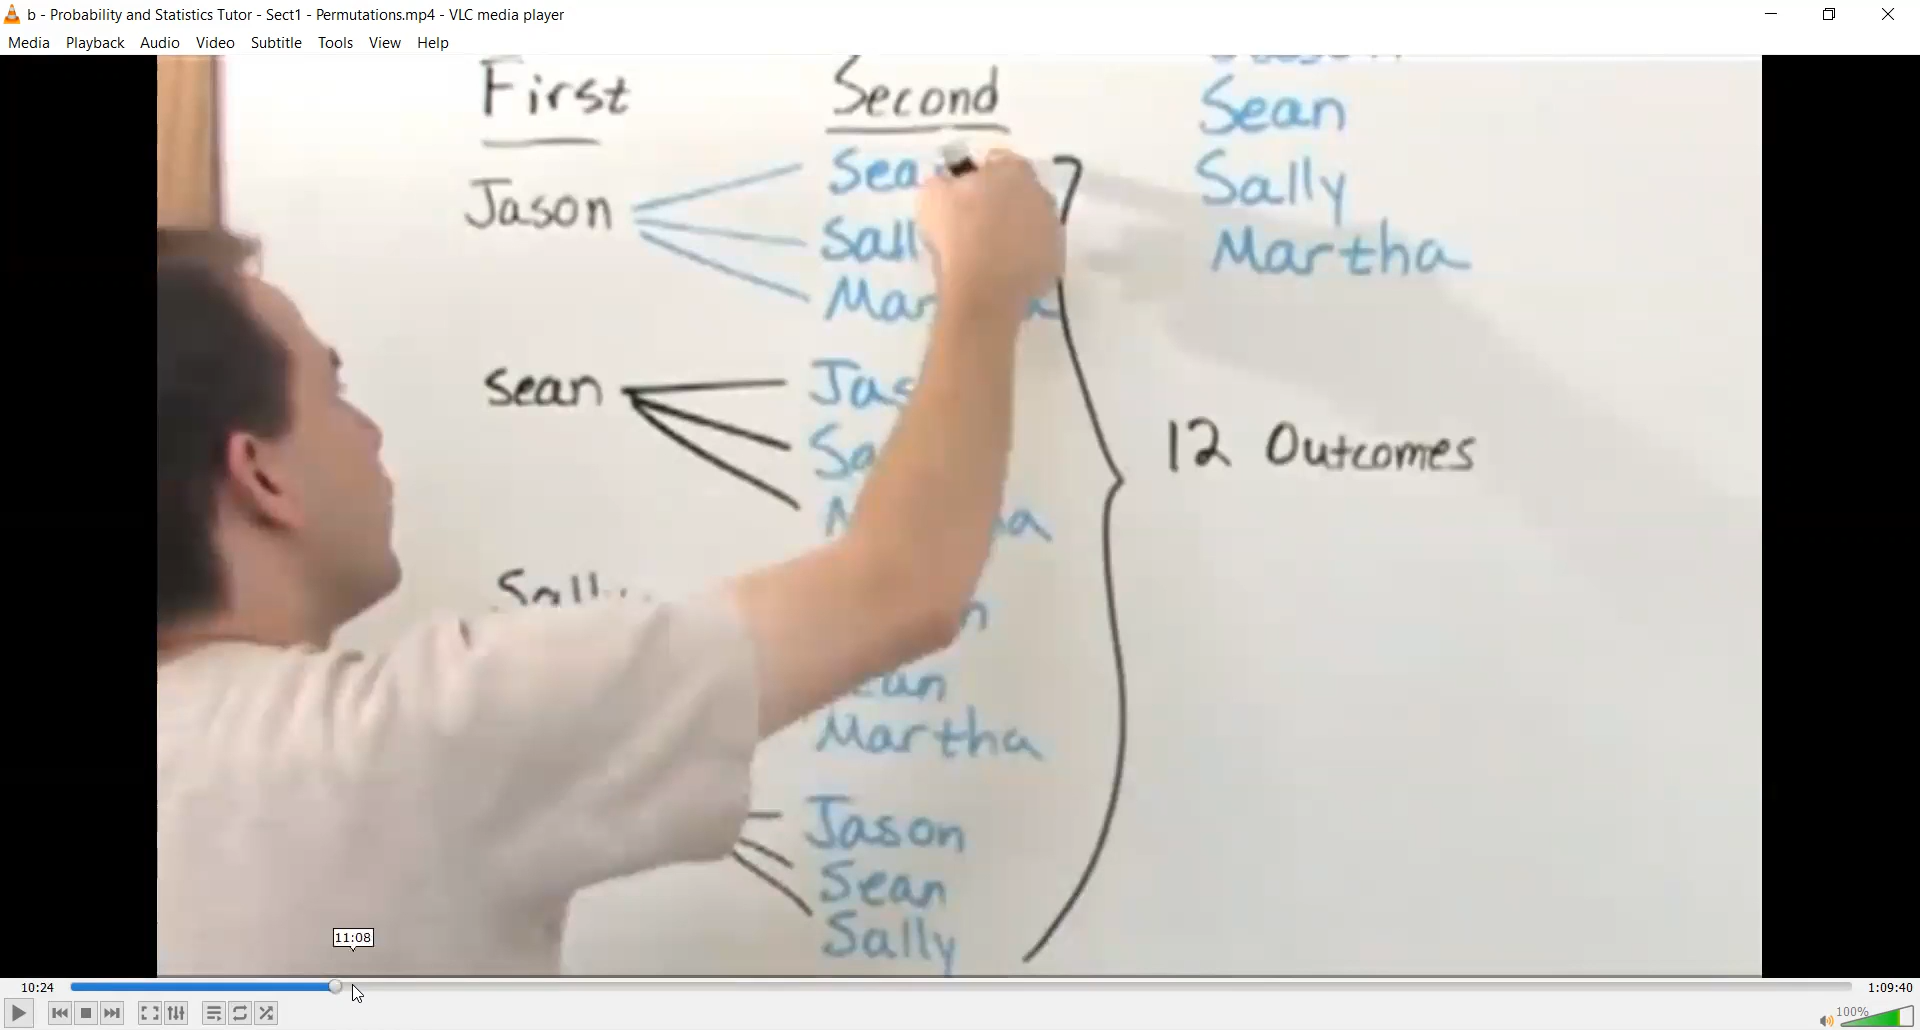 b - Probability and Statistics Tutor - Sect1 - Permutations.mp4 - VLC media player
Media Playback Audio Video Subtitle Tools View Help
First
Second
Sean
Sally
Martha
Jason
Sean
Jason
12 Outcomes
Martha
Jason
Sean
Sally
11:08
10:24
1:09:40
100%